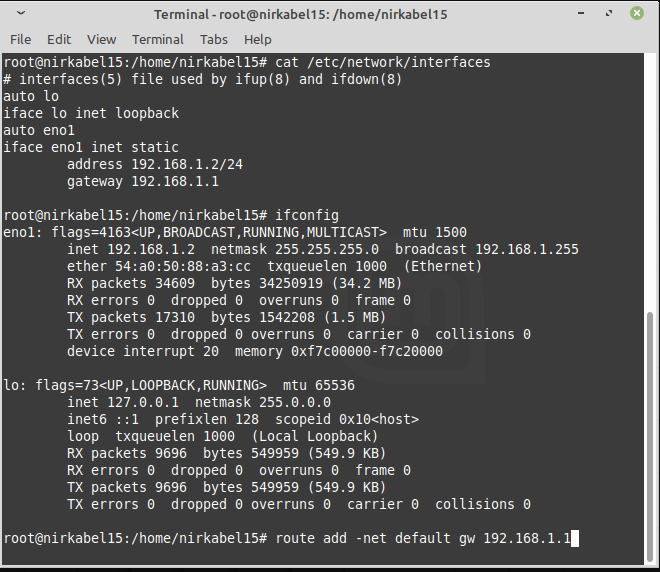 Terminal - root@nirkabel15: /home/nirkabel15
File Edit View Terminal Tabs Help
root@nirkabel15:/home/nirkabel15# cat /etc/network/interfaces
# interfaces(5) file used by ifup(8) and ifdown(8)
auto lo
iface lo inet loopback
auto eno1
iface eno1 inet static
        address 192.168.1.2/24
        gateway 192.168.1.1
root@nirkabel15:/home/nirkabel15# ifconfig
eno1: flags=4163<UP,BROADCAST,RUNNING,MULTICAST>  mtu 1500
        inet 192.168.1.2  netmask 255.255.255.0  broadcast 192.168.1.255
        ether 54:a0:50:88:a3:cc  txqueuelen 1000  (Ethernet)
        RX packets 34609  bytes 34250919 (34.2 MB)
        RX errors 0  dropped 0  overruns 0  frame 0
        TX packets 17310  bytes 1542208 (1.5 MB)
        TX errors 0  dropped 0 overruns 0  carrier 0  collisions 0
        device interrupt 20  memory 0xf7c00000-f7c20000
lo: flags=73<UP,LOOPBACK,RUNNING>  mtu 65536
        inet 127.0.0.1  netmask 255.0.0.0
        inet6 ::1  prefixlen 128  scopeid 0x10<host>
        loop  txqueuelen 1000  (Local Loopback)
        RX packets 9696  bytes 549959 (549.9 KB)
        RX errors 0  dropped 0  overruns 0  frame 0
        TX packets 9696  bytes 549959 (549.9 KB)
        TX errors 0  dropped 0 overruns 0  carrier 0  collisions 0
root@nirkabel15:/home/nirkabel15# route add -net default gw 192.168.1.1